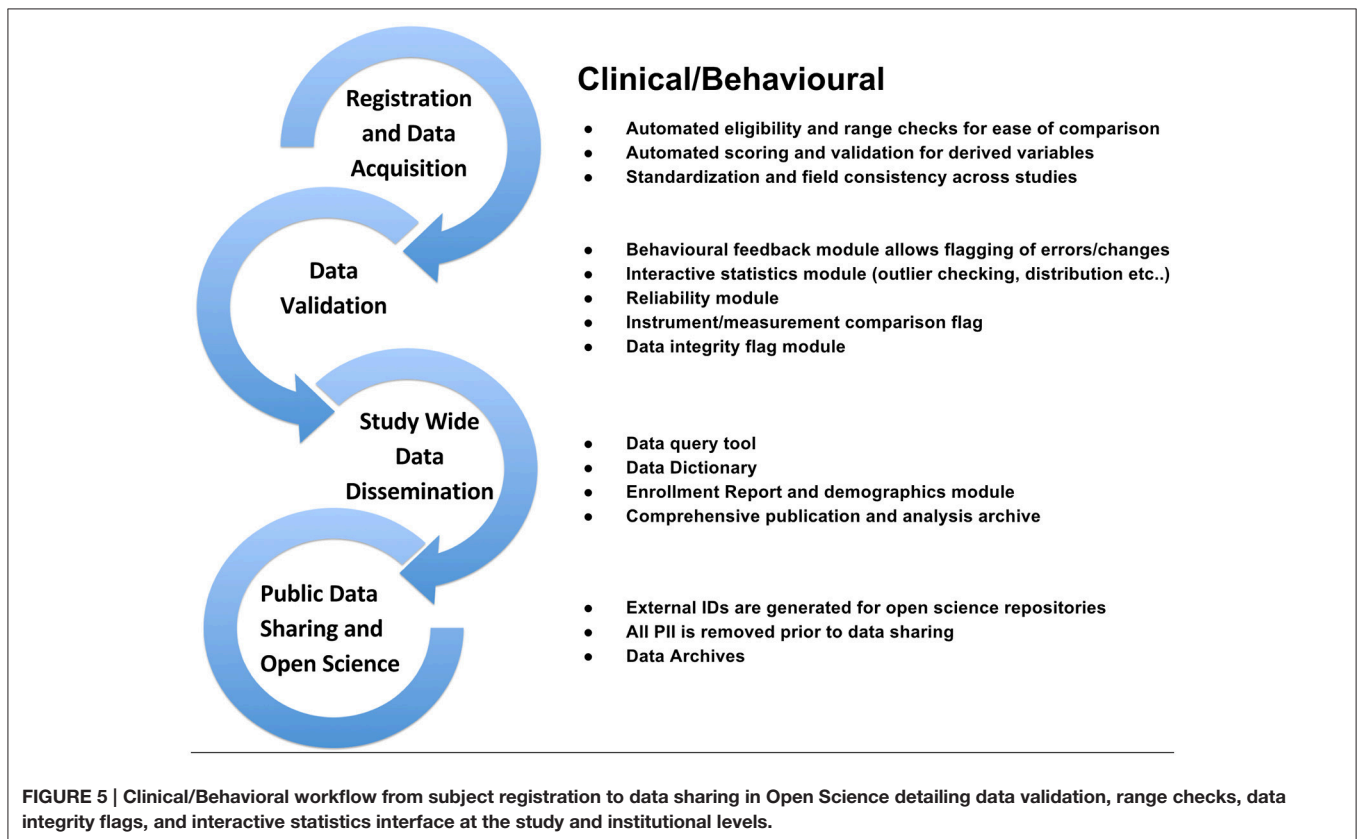 Clinical/Behavioural
Registration
and Data
Acquisition
● Automated eligibility and range checks for ease of comparison
● Automated scoring and validation for derived variables
● Standardization and field consistency across studies
Data
Validation
● Behavioural feedback module allows flagging of errors/changes
● Interactive statistics module (outlier checking, distribution etc..)
● Reliability module
● Instrument/measurement comparison flag
● Data integrity flag module
Study Wide
Data
Dissemination
● Data query tool
● Data Dictionary
● Enrollment Report and demographics module
● Comprehensive publication and analysis archive
Public Data
Sharing and
Open Science
● External IDs are generated for open science repositories
● All PII is removed prior to data sharing
● Data Archives
FIGURE 5 | Clinical/Behavioral workflow from subject registration to data sharing in Open Science detailing data validation, range checks, data
integrity flags, and interactive statistics interface at the study and institutional levels.